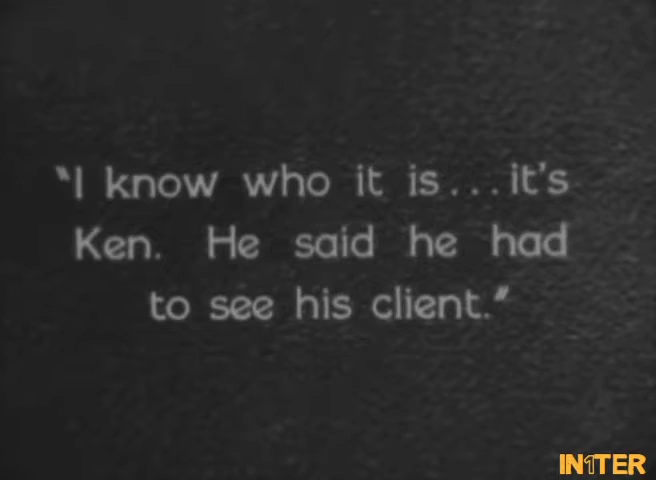 "I know who it is...it's
Ken. He said he had
to see his client."
IN1TER